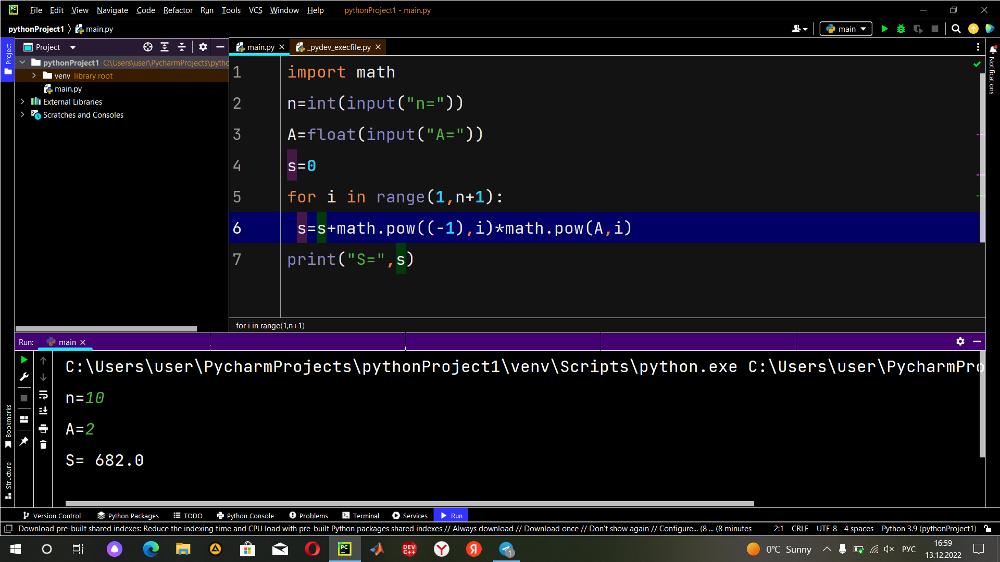 File Edit View Navigate Code Refactor Run Tools VCS Window Help pythonProject1 - main.py
pythonProject1 main.py
main
Project
Project
main.py
_pydev_execfile.py
Notifications
pythonProject1 C:\Users\user\PycharmProjects\pytho
venv library root
main.py
External Libraries
Scratches and Consoles
1 import math
2 n=int(input("n="))
3 A=float(input("A="))
4 s=0
5 for i in range(1,n+1):
6 s=s+math.pow((-1),i)*math.pow(A,i)
7 print("S=",s)
for i in range(1,n+1)
Run: main
C:\Users\user\PycharmProjects\pythonProject1\venv\Scripts\python.exe C:\Users\user\PycharmPro
n=10
A=2
S= 682.0
Bookmarks
Structure
Version Control Python Packages TODO Python Console Problems Terminal Services Run
Download pre-built shared indexes: Reduce the indexing time and CPU load with pre-built Python packages shared indexes // Always download // Download once // Don't show again // Configure... (8 ... (8 minutes 2:1 CRLF UTF-8 4 spaces Python 3.9 (pythonProject1)
PC
DEV C++
Y
Я
1
0°C Sunny
РУС
16:59
13.12.2022